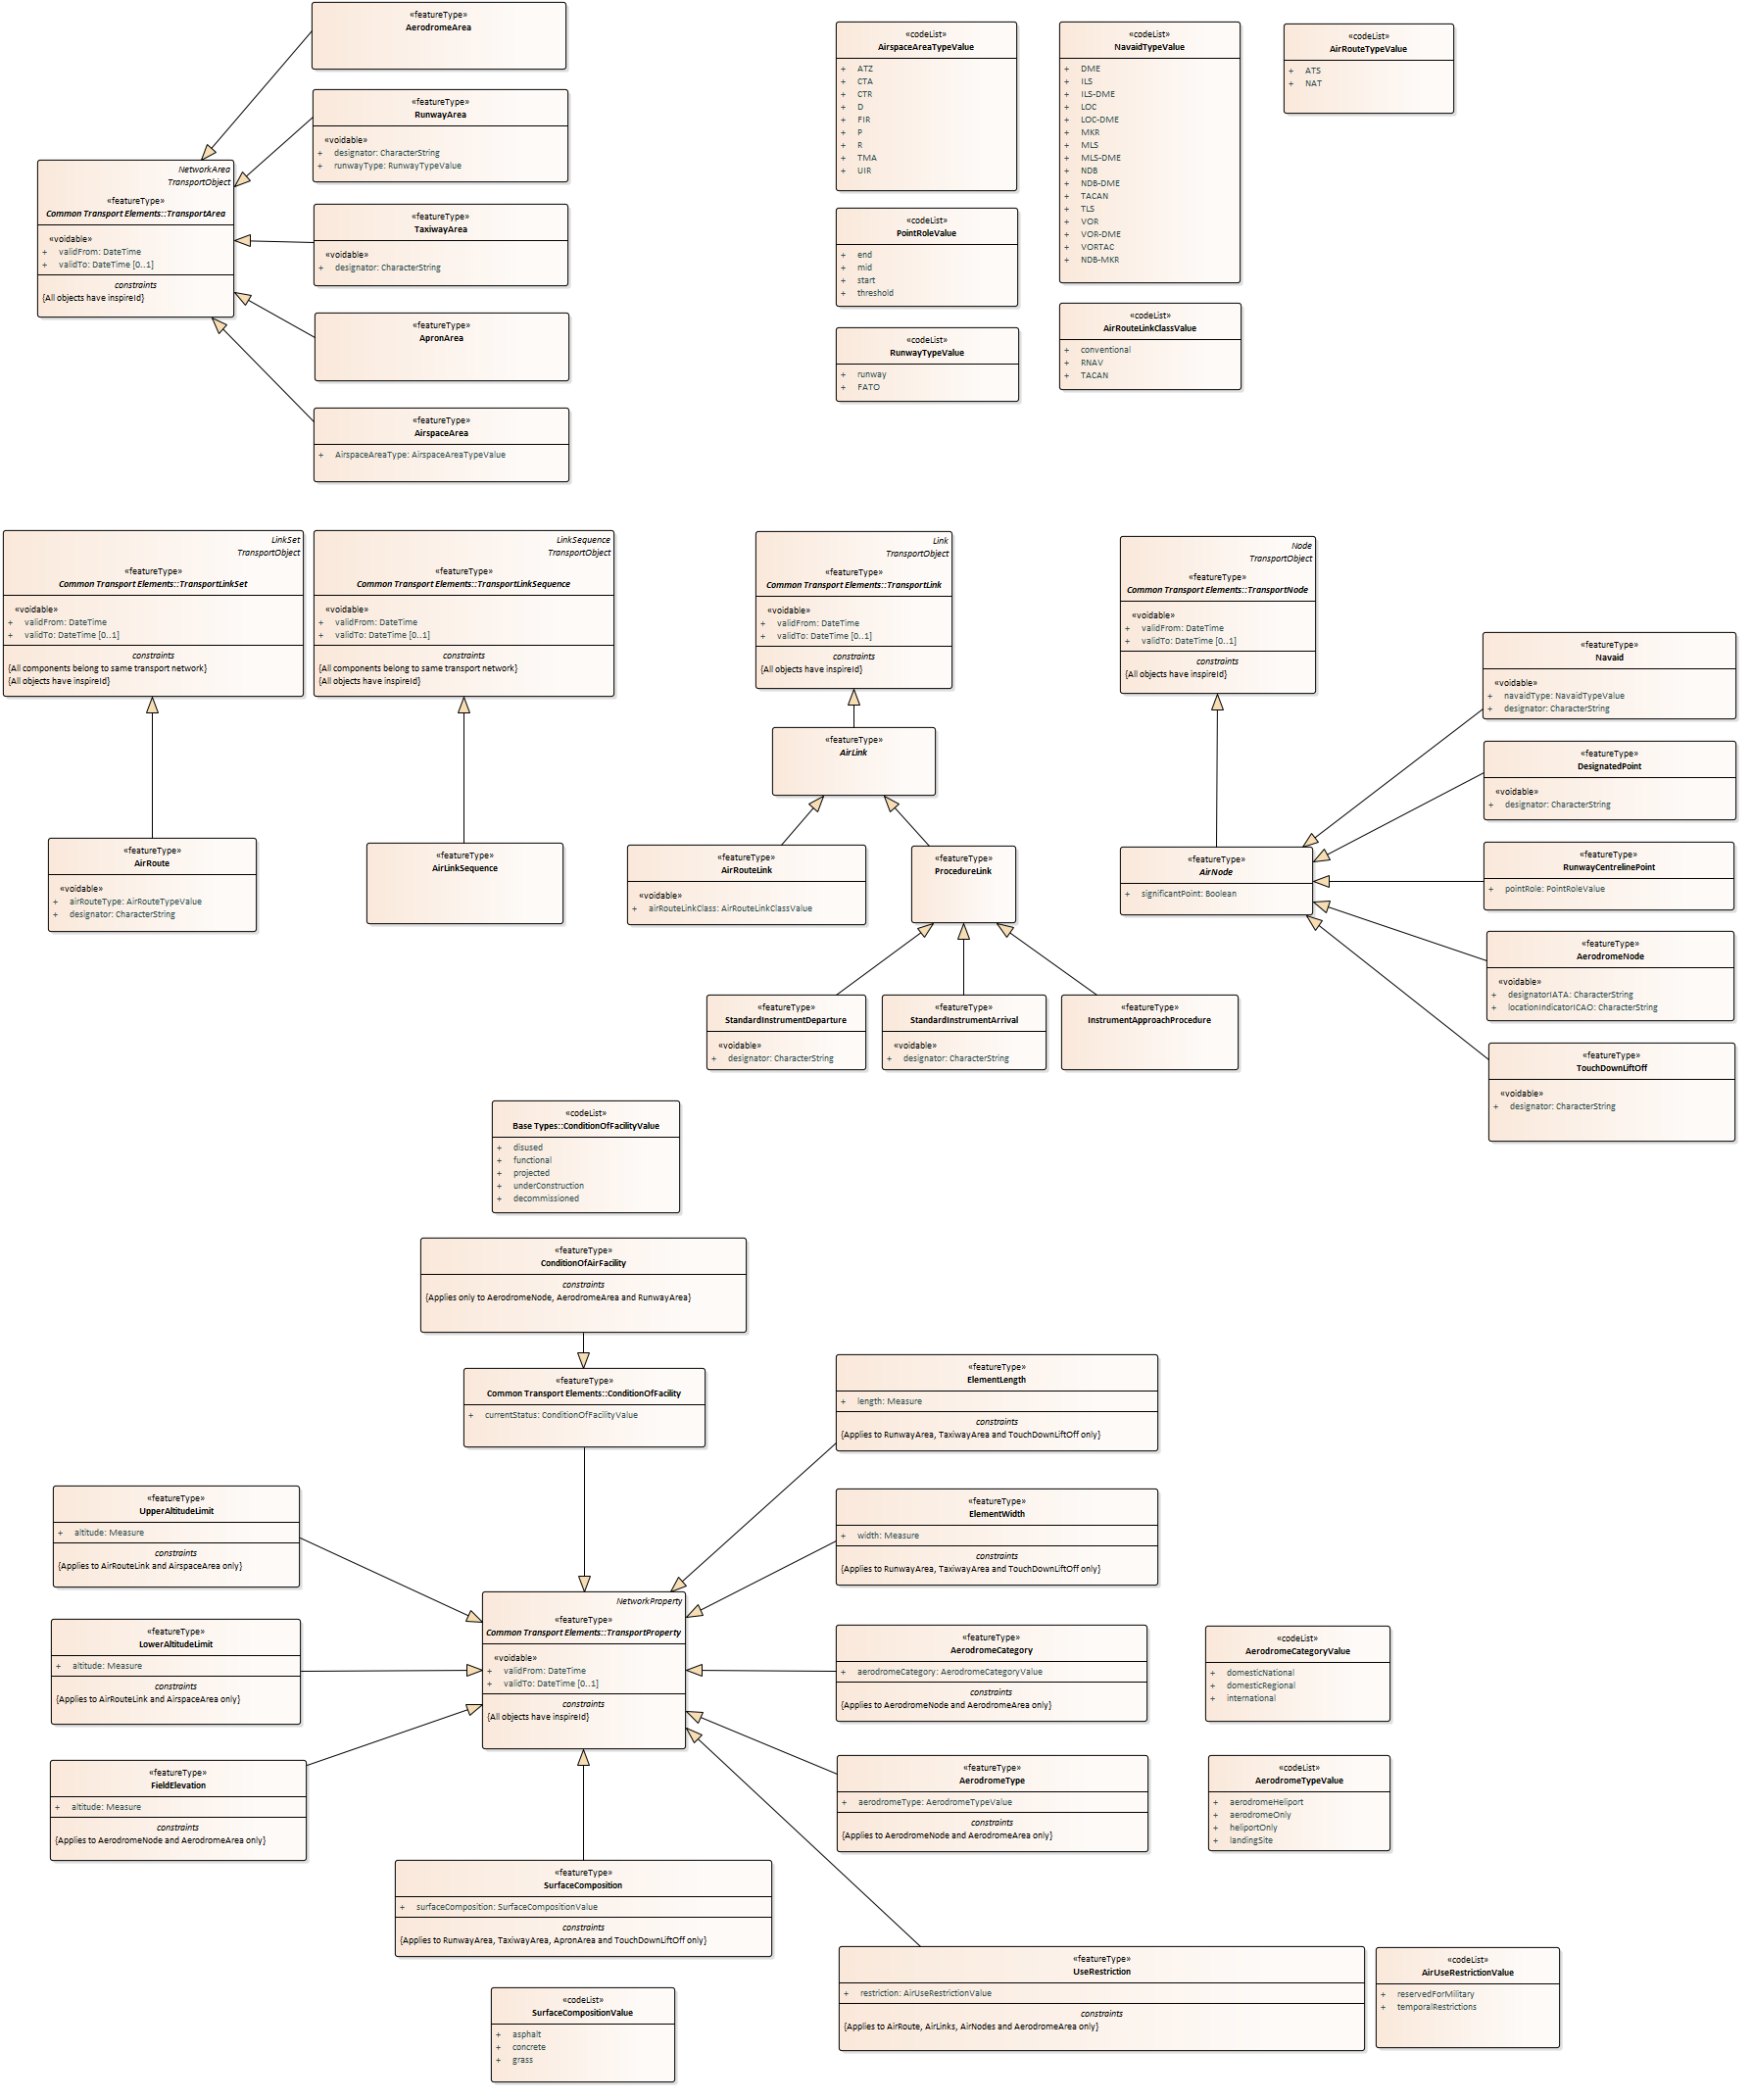 «featureType»
AerodromeArea
«featureType»
RunwayArea
«voidable»
+ designator: CharacterString
+ runwayType: RunwayTypeValue
NetworkArea
TransportObject
«featureType»
Common Transport Elements::TransportArea
«voidable»
+ validFrom: DateTime
+ validTo: DateTime [0..1]
constraints
{All objects have inspireId}
«featureType»
TaxiwayArea
«voidable»
+ designator: CharacterString
«featureType»
ApronArea
«featureType»
AirspaceArea
+ AirspaceAreaType: AirspaceAreaTypeValue
«codeList»
AirspaceAreaTypeValue
+ ATZ
+ CTA
+ CTR
+ D
+ FIR
+ P
+ R
+ TMA
+ UIR
«codeList»
PointRoleValue
+ end
+ mid
+ start
+ threshold
«codeList»
RunwayTypeValue
+ runway
+ FATO
«codeList»
NavaidTypeValue
+ DME
+ ILS
+ ILS-DME
+ LOC
+ LOC-DME
+ MKR
+ MLS
+ MLS-DME
+ NDB
+ NDB-DME
+ TACAN
+ TLS
+ VOR
+ VOR-DME
+ VORTAC
+ NDB-MKR
«codeList»
AirRouteLinkClassValue
+ conventional
+ RNAV
+ TACAN
«codeList»
AirRouteTypeValue
+ ATS
+ NAT
LinkSet
TransportObject
«featureType»
Common Transport Elements::TransportLinkSet
«voidable»
+ validFrom: DateTime
+ validTo: DateTime [0..1]
constraints
{All components belong to same transport network}
{All objects have inspireId}
LinkSequence
TransportObject
«featureType»
Common Transport Elements::TransportLinkSequence
«voidable»
+ validFrom: DateTime
+ validTo: DateTime [0..1]
constraints
{All components belong to same transport network}
{All objects have inspireId}
Link
TransportObject
«featureType»
Common Transport Elements::TransportLink
«voidable»
+ validFrom: DateTime
+ validTo: DateTime [0..1]
constraints
{All objects have inspireId}
Node
TransportObject
«featureType»
Common Transport Elements::TransportNode
«voidable»
+ validFrom: DateTime
+ validTo: DateTime [0..1]
constraints
{All objects have inspireId}
«featureType»
Navaid
«voidable»
+ navaidType: NavaidTypeValue
+ designator: CharacterString
«featureType»
AirLink
«featureType»
DesignatedPoint
«voidable»
+ designator: CharacterString
«featureType»
AirRoute
«voidable»
+ airRouteType: AirRouteTypeValue
+ designator: CharacterString
«featureType»
AirLinkSequence
«featureType»
AirRouteLink
«voidable»
+ airRouteLinkClass: AirRouteLinkClassValue
«featureType»
ProcedureLink
«featureType»
AirNode
+ significantPoint: Boolean
«featureType»
RunwayCentrelinePoint
+ pointRole: PointRoleValue
«featureType»
AerodromeNode
«voidable»
+ designatorIATA: CharacterString
+ locationIndicatorICAO: CharacterString
«featureType»
StandardInstrumentDeparture
«voidable»
+ designator: CharacterString
«featureType»
StandardInstrumentArrival
«voidable»
+ designator: CharacterString
«featureType»
InstrumentApproachProcedure
«featureType»
TouchDownLiftOff
«voidable»
+ designator: CharacterString
«codeList»
Base Types::ConditionOfFacilityValue
+ disused
+ functional
+ projected
+ underConstruction
+ decommissioned
«featureType»
ConditionOfAirFacility
constraints
{Applies only to AerodromeNode, AerodromeArea and RunwayArea}
«featureType»
Common Transport Elements::ConditionOfFacility
+ currentStatus: ConditionOfFacilityValue
«featureType»
ElementLength
+ length: Measure
constraints
{Applies to RunwayArea, TaxiwayArea and TouchDownLiftOff only}
«featureType»
UpperAltitudeLimit
+ altitude: Measure
constraints
{Applies to AirRouteLink and AirspaceArea only}
«featureType»
ElementWidth
+ width: Measure
constraints
{Applies to RunwayArea, TaxiwayArea and TouchDownLiftOff only}
NetworkProperty
«featureType»
Common Transport Elements::TransportProperty
«voidable»
+ validFrom: DateTime
+ validTo: DateTime [0..1]
constraints
{All objects have inspireId}
«featureType»
LowerAltitudeLimit
+ altitude: Measure
constraints
{Applies to AirRouteLink and AirspaceArea only}
«featureType»
AerodromeCategory
+ aerodromeCategory: AerodromeCategoryValue
constraints
{Applies to AerodromeNode and AerodromeArea only}
«codeList»
AerodromeCategoryValue
+ domesticNational
+ domesticRegional
+ international
«featureType»
FieldElevation
+ altitude: Measure
constraints
{Applies to AerodromeNode and AerodromeArea only}
«featureType»
AerodromeType
+ aerodromeType: AerodromeTypeValue
constraints
{Applies to AerodromeNode and AerodromeArea only}
«codeList»
AerodromeTypeValue
+ aerodromeHeliport
+ aerodromeOnly
+ heliportOnly
+ landingSite
«featureType»
SurfaceComposition
+ surfaceComposition: SurfaceCompositionValue
constraints
{Applies to RunwayArea, TaxiwayArea, ApronArea and TouchDownLiftOff only}
«featureType»
UseRestriction
+ restriction: AirUseRestrictionValue
constraints
{Applies to AirRoute, AirLinks, AirNodes and AerodromeArea only}
«codeList»
AirUseRestrictionValue
+ reservedForMilitary
+ temporalRestrictions
«codeList»
SurfaceCompositionValue
+ asphalt
+ concrete
+ grass